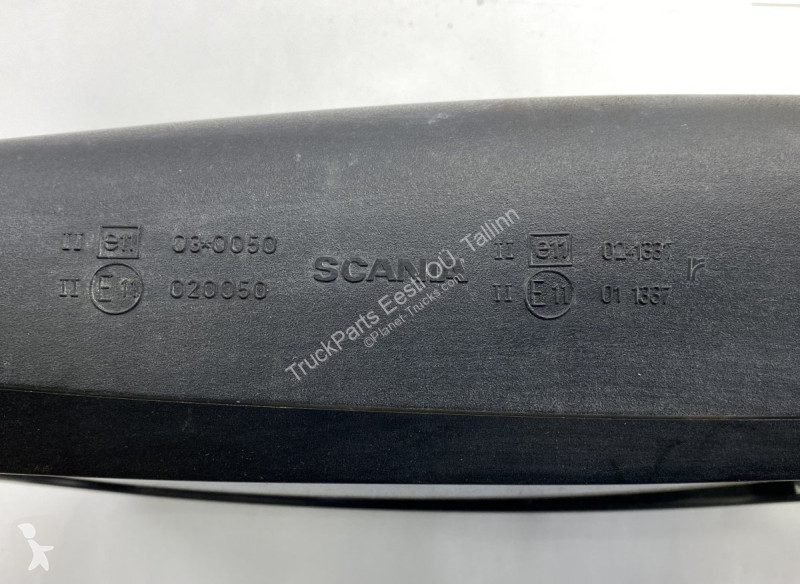 II e11 03*0050
II E11 020050
SCANIA
II e11 02*1337
II E11 01 1337
r
TruckParts Eesti OÜ, Tallinn
©Planet-Trucks.com